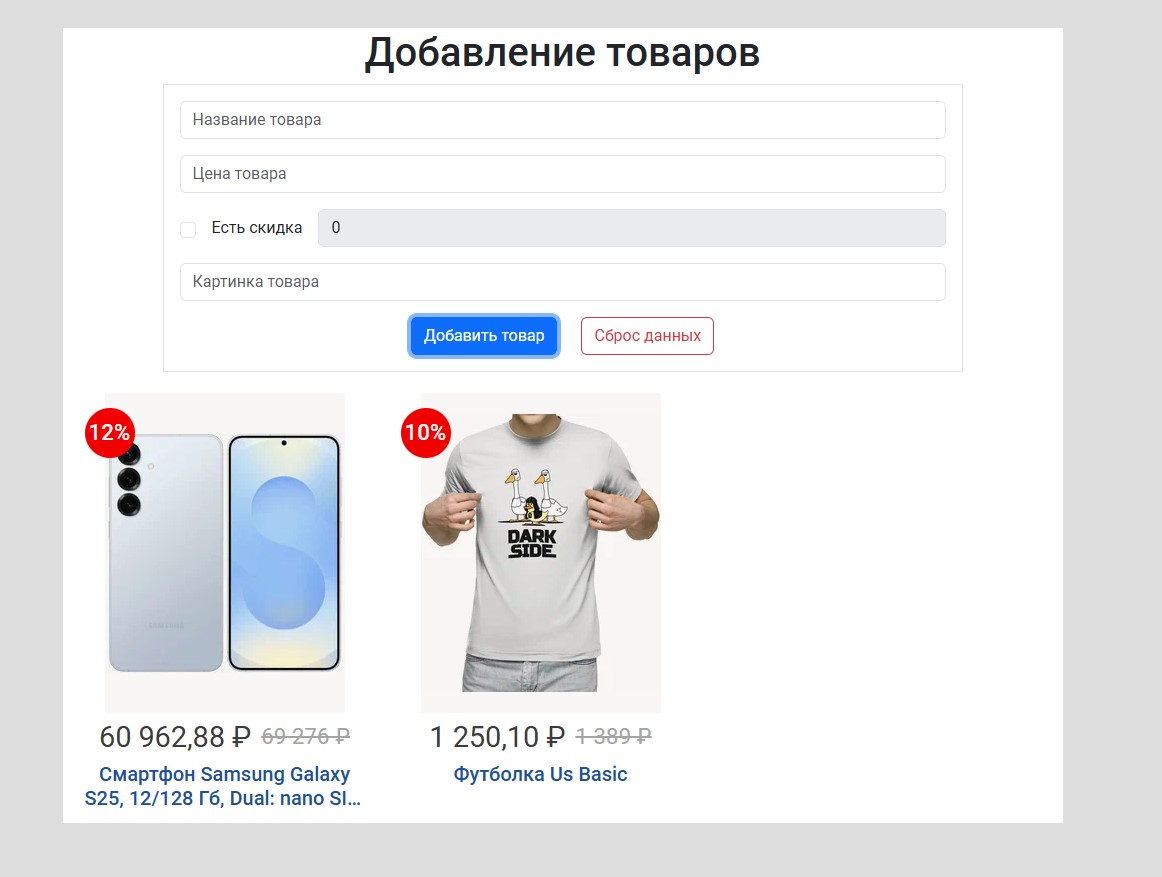 Добавление товаров
Название товара
Цена товара
Есть скидка 0
Картинка товара
Добавить товар Сброс данных
12%
10%
SAMSUNG
DARK
SIDE
60 962,88 ₽ 69 276 ₽
1 250,10 ₽ 1 389 ₽
Смартфон Samsung Galaxy
S25, 12/128 Гб, Dual: nano SI...
Футболка Us Basic